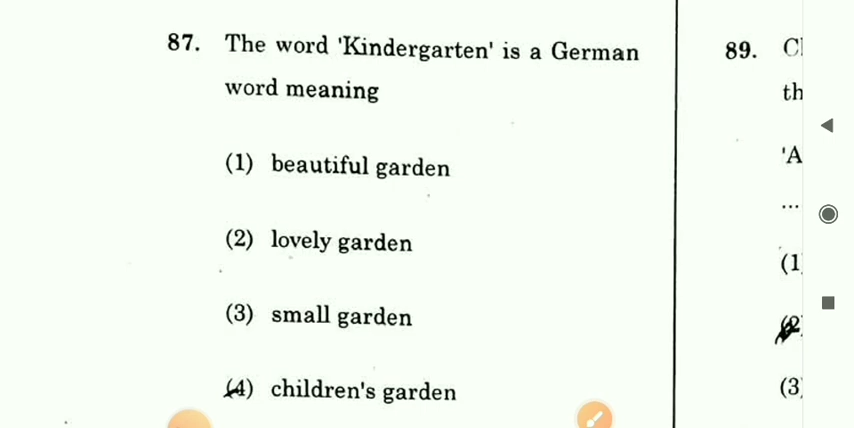 87. The word 'Kindergarten' is a German
word meaning
(1) beautiful garden
(2) lovely garden
(3) small garden
(4) children's garden
89.
'A
...
(1)
(2)
(3)